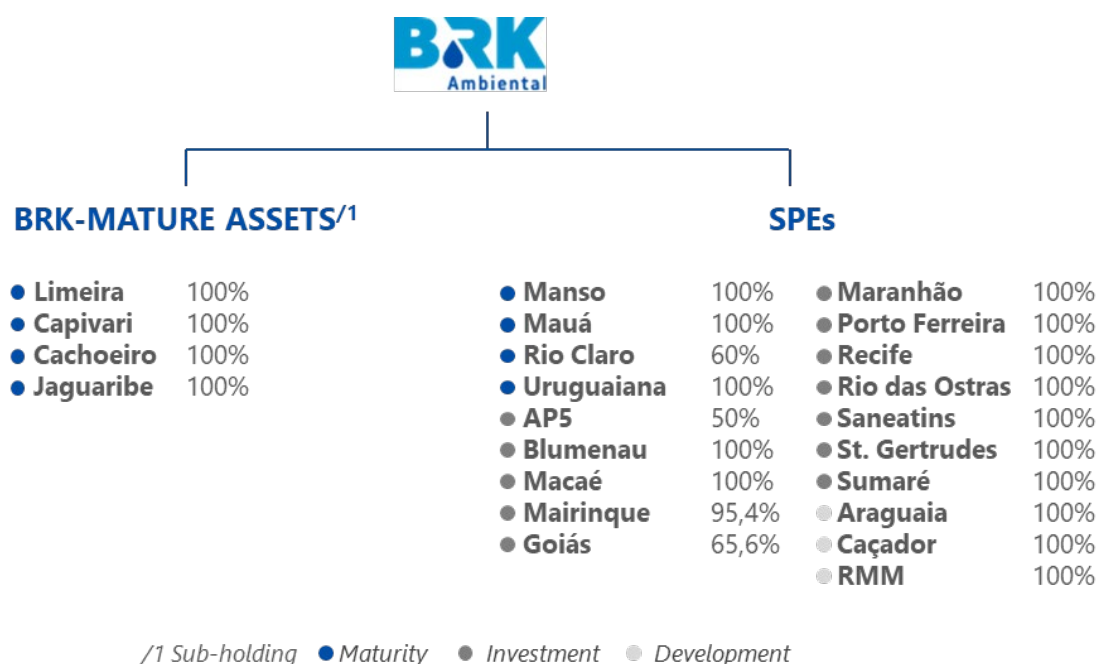 BRK
Ambiental
BRK-MATURE ASSETS/1
Limeira 100%
Capivari 100%
Cachoeiro 100%
Jaguaribe 100%
SPEs
Manso 100%
Mauá 100%
Rio Claro 60%
Uruguaiana 100%
AP5 50%
Blumenau 100%
Macaé 100%
Mairinque 95,4%
Goiás 65,6%
Maranhão 100%
Porto Ferreira 100%
Recife 100%
Rio das Ostras 100%
Saneatins 100%
St. Gertrudes 100%
Sumaré 100%
Araguaia 100%
Caçador 100%
RMM 100%
/1 Sub-holding Maturity Investment Development